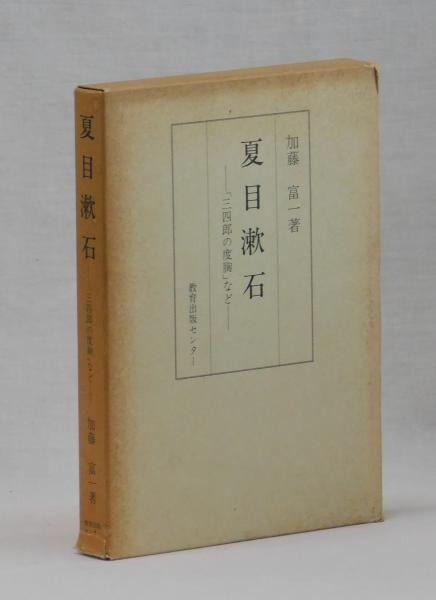 加藤 富一著
夏目漱石
―「三四郎の度胸」など―
教育出版センター
夏目漱石
―「三四郎の度胸」など―
加藤 富一著